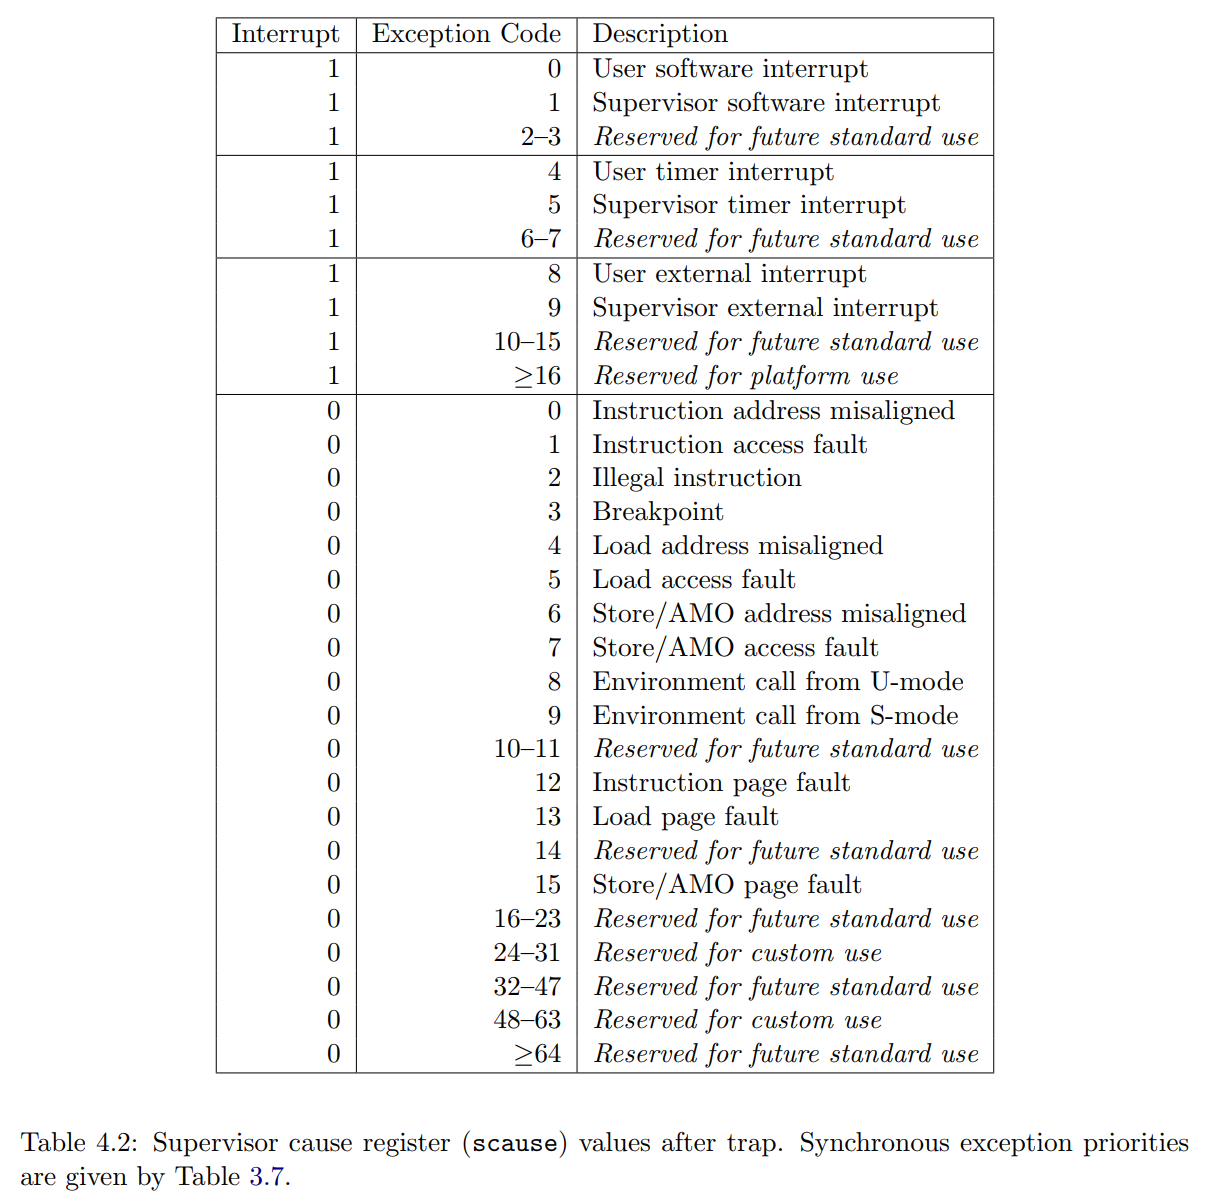 Interrupt Exception Code Description
1 0 User software interrupt
1 1 Supervisor software interrupt
1 2–3 Reserved for future standard use
1 4 User timer interrupt
1 5 Supervisor timer interrupt
1 6–7 Reserved for future standard use
1 8 User external interrupt
1 9 Supervisor external interrupt
1 10–15 Reserved for future standard use
1 ≥16 Reserved for platform use
0 0 Instruction address misaligned
0 1 Instruction access fault
0 2 Illegal instruction
0 3 Breakpoint
0 4 Load address misaligned
0 5 Load access fault
0 6 Store/AMO address misaligned
0 7 Store/AMO access fault
0 8 Environment call from U-mode
0 9 Environment call from S-mode
0 10–11 Reserved for future standard use
0 12 Instruction page fault
0 13 Load page fault
0 14 Reserved for future standard use
0 15 Store/AMO page fault
0 16–23 Reserved for future standard use
0 24–31 Reserved for custom use
0 32–47 Reserved for future standard use
0 48–63 Reserved for custom use
0 ≥64 Reserved for future standard use
Table 4.2: Supervisor cause register (scause) values after trap. Synchronous exception priorities
are given by Table 3.7.